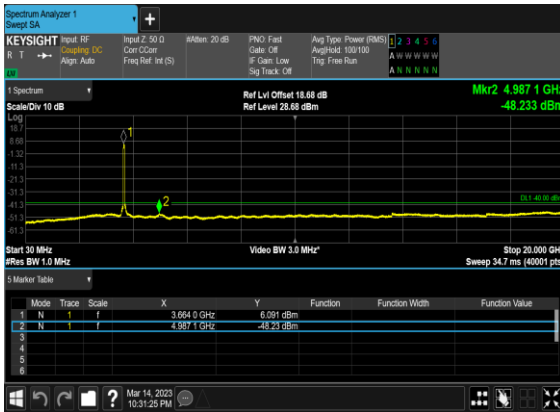 Spectrum Analyzer 1
Swept SA
KEYSIGHT Input: RF Input Z: 50 Ω #Atten: 20 dB PNO: Fast Avg Type: Power (RMS) 1 2 3 4 5 6
R T Coupling: DC Corr CCorr Gate: Off Avg|Hold: 100/100 A W W W W W
Align: Auto Freq Ref: Int (S) IF Gain: Low Trig: Free Run
Sig Track: Off A N N N N N
1 Spectrum
Ref Lvl Offset 18.68 dB Mkr2 4.987 1 GHz
Scale/Div 10 dB Ref Level 28.68 dBm -48.233 dBm
Log
18.7
8.68
-1.32
-11.3
-21.3
-31.3
-41.3
-51.3
-61.3
1
2
DL1 -40.00 dBm
Start 30 MHz Video BW 3.0 MHz* Stop 20.000 GHz
#Res BW 1.0 MHz Sweep 34.7 ms (40001 pts)
5 Marker Table
Mode Trace Scale X Y Function Function Width Function Value
1 N 1 f 3.664 0 GHz 6.091 dBm
2 N 1 f 4.987 1 GHz -48.23 dBm
3
4
5
6
Mar 14, 2023
10:31:25 PM